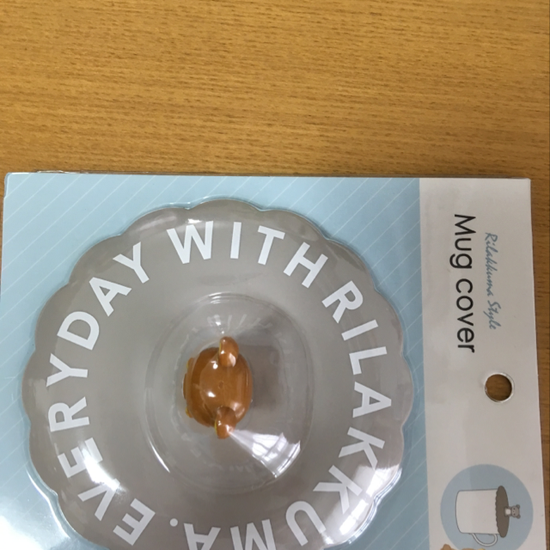 Rilakkuma Style
Mug cover
EVERYDAY WITH RILAKKUMA.